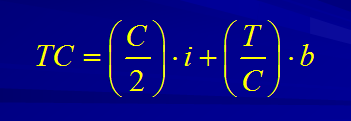 TC = (C/2) · i + (T/C) · b